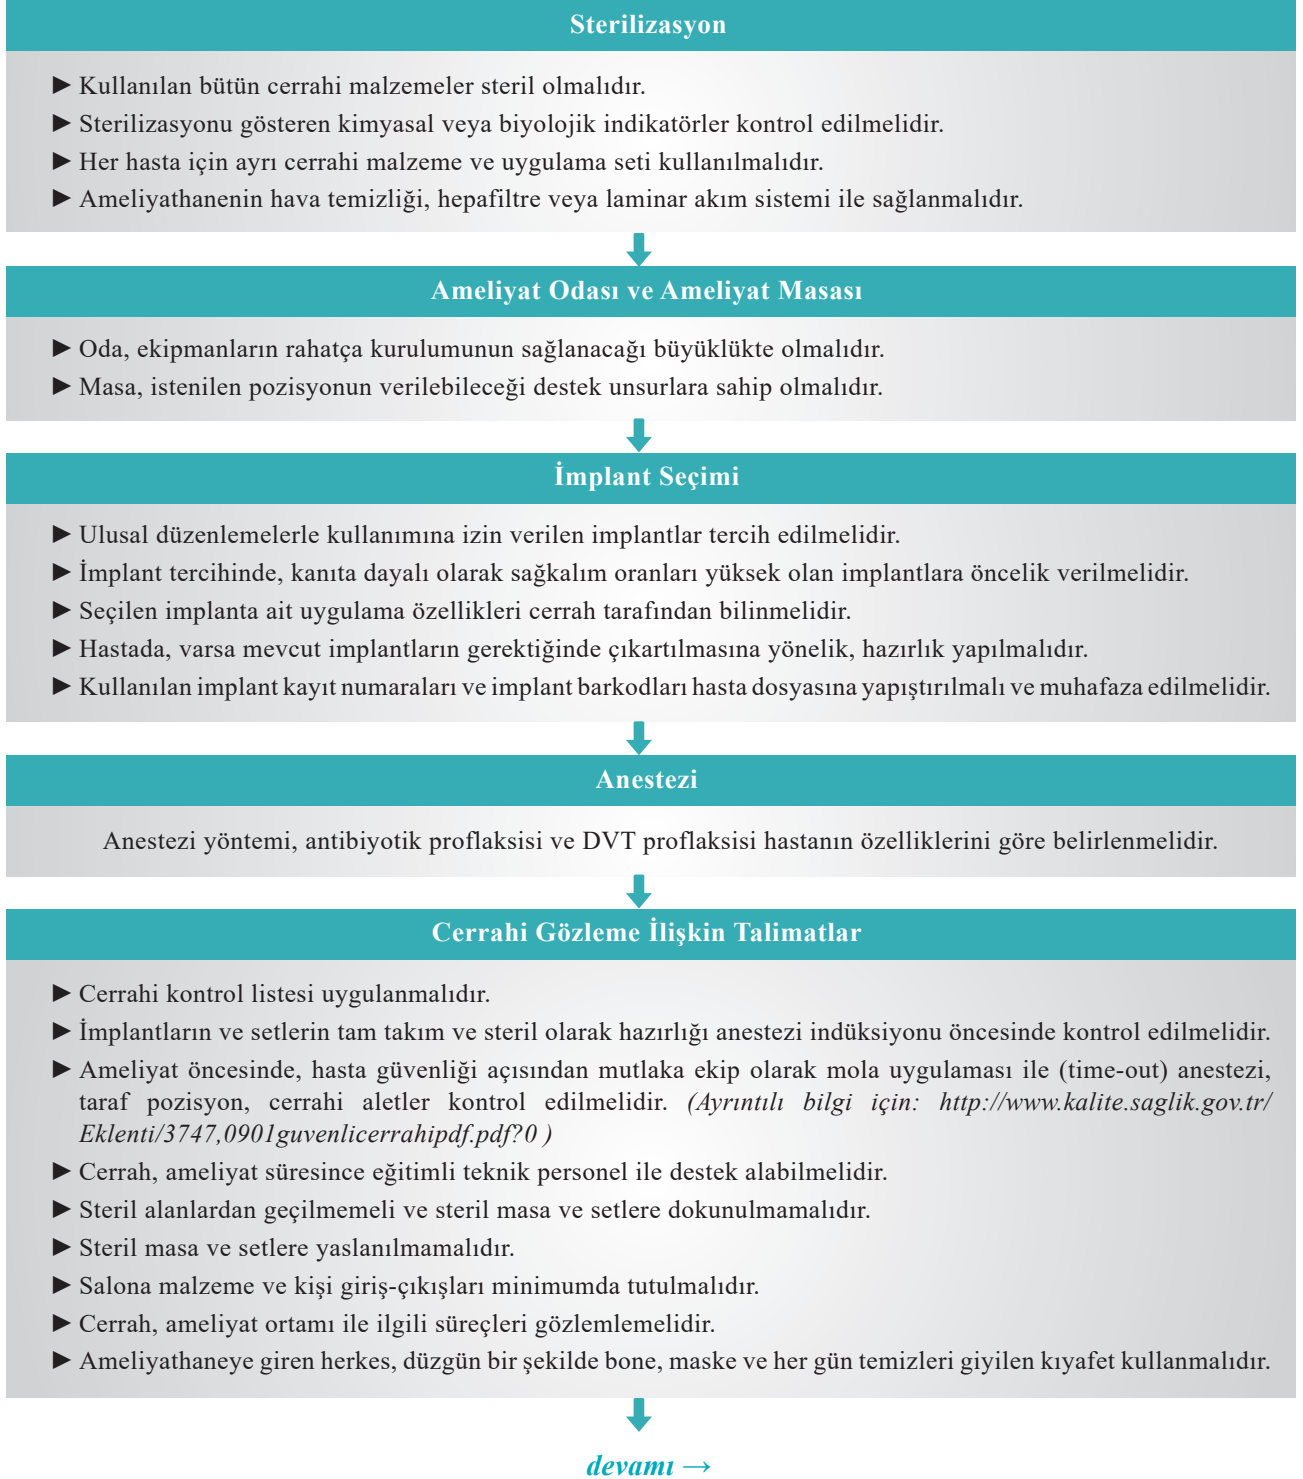 Sterilizasyon
► Kullanılan bütün cerrahi malzemeler steril olmalıdır.
► Sterilizasyonu gösteren kimyasal veya biyolojik indikatörler kontrol edilmelidir.
► Her hasta için ayrı cerrahi malzeme ve uygulama seti kullanılmalıdır.
► Ameliyathanenin hava temizliği, hepafiltre veya laminar akım sistemi ile sağlanmalıdır.
Ameliyat Odası ve Ameliyat Masası
► Oda, ekipmanların rahatça kurulumunun sağlanacağı büyüklükte olmalıdır.
► Masa, istenilen pozisyonun verilebileceği destek unsurlara sahip olmalıdır.
İmplant Seçimi
► Ulusal düzenlemelerle kullanımına izin verilen implantlar tercih edilmelidir.
► İmplant tercihinde, kanıta dayalı olarak sağkalım oranları yüksek olan implantlara öncelik verilmelidir.
► Seçilen implanta ait uygulama özellikleri cerrah tarafından bilinmelidir.
► Hastada, varsa mevcut implantların gerektiğinde çıkartılmasına yönelik, hazırlık yapılmalıdır.
► Kullanılan implant kayıt numaraları ve implant barkodları hasta dosyasına yapıştırılmalı ve muhafaza edilmelidir.
Anestezi
Anestezi yöntemi, antibiyotik proflaksisi ve DVT proflaksisi hastanın özelliklerini göre belirlenmelidir.
Cerrahi Gözleme İlişkin Talimatlar
► Cerrahi kontrol listesi uygulanmalıdır.
► İmplantların ve setlerin tam takım ve steril olarak hazırlığı anestezi indüksiyonu öncesinde kontrol edilmelidir.
► Ameliyat öncesinde, hasta güvenliği açısından mutlaka ekip olarak mola uygulaması ile (time-out) anestezi,
taraf pozisyon, cerrahi aletler kontrol edilmelidir. (Ayrıntılı bilgi için: http://www.kalite.saglik.gov.tr/
Eklenti/3747,0901guvenlicerrahipdf.pdf?0 )
► Cerrah, ameliyat süresince eğitimli teknik personel ile destek alabilmelidir.
► Steril alanlardan geçilmemeli ve steril masa ve setlere dokunulmamalıdır.
► Steril masa ve setlere yaslanılmamalıdır.
► Salona malzeme ve kişi giriş-çıkışları minimumda tutulmalıdır.
► Cerrah, ameliyat ortamı ile ilgili süreçleri gözlemlemelidir.
► Ameliyathaneye giren herkes, düzgün bir şekilde bone, maske ve her gün temizleri giyilen kıyafet kullanmalıdır.
devamı →